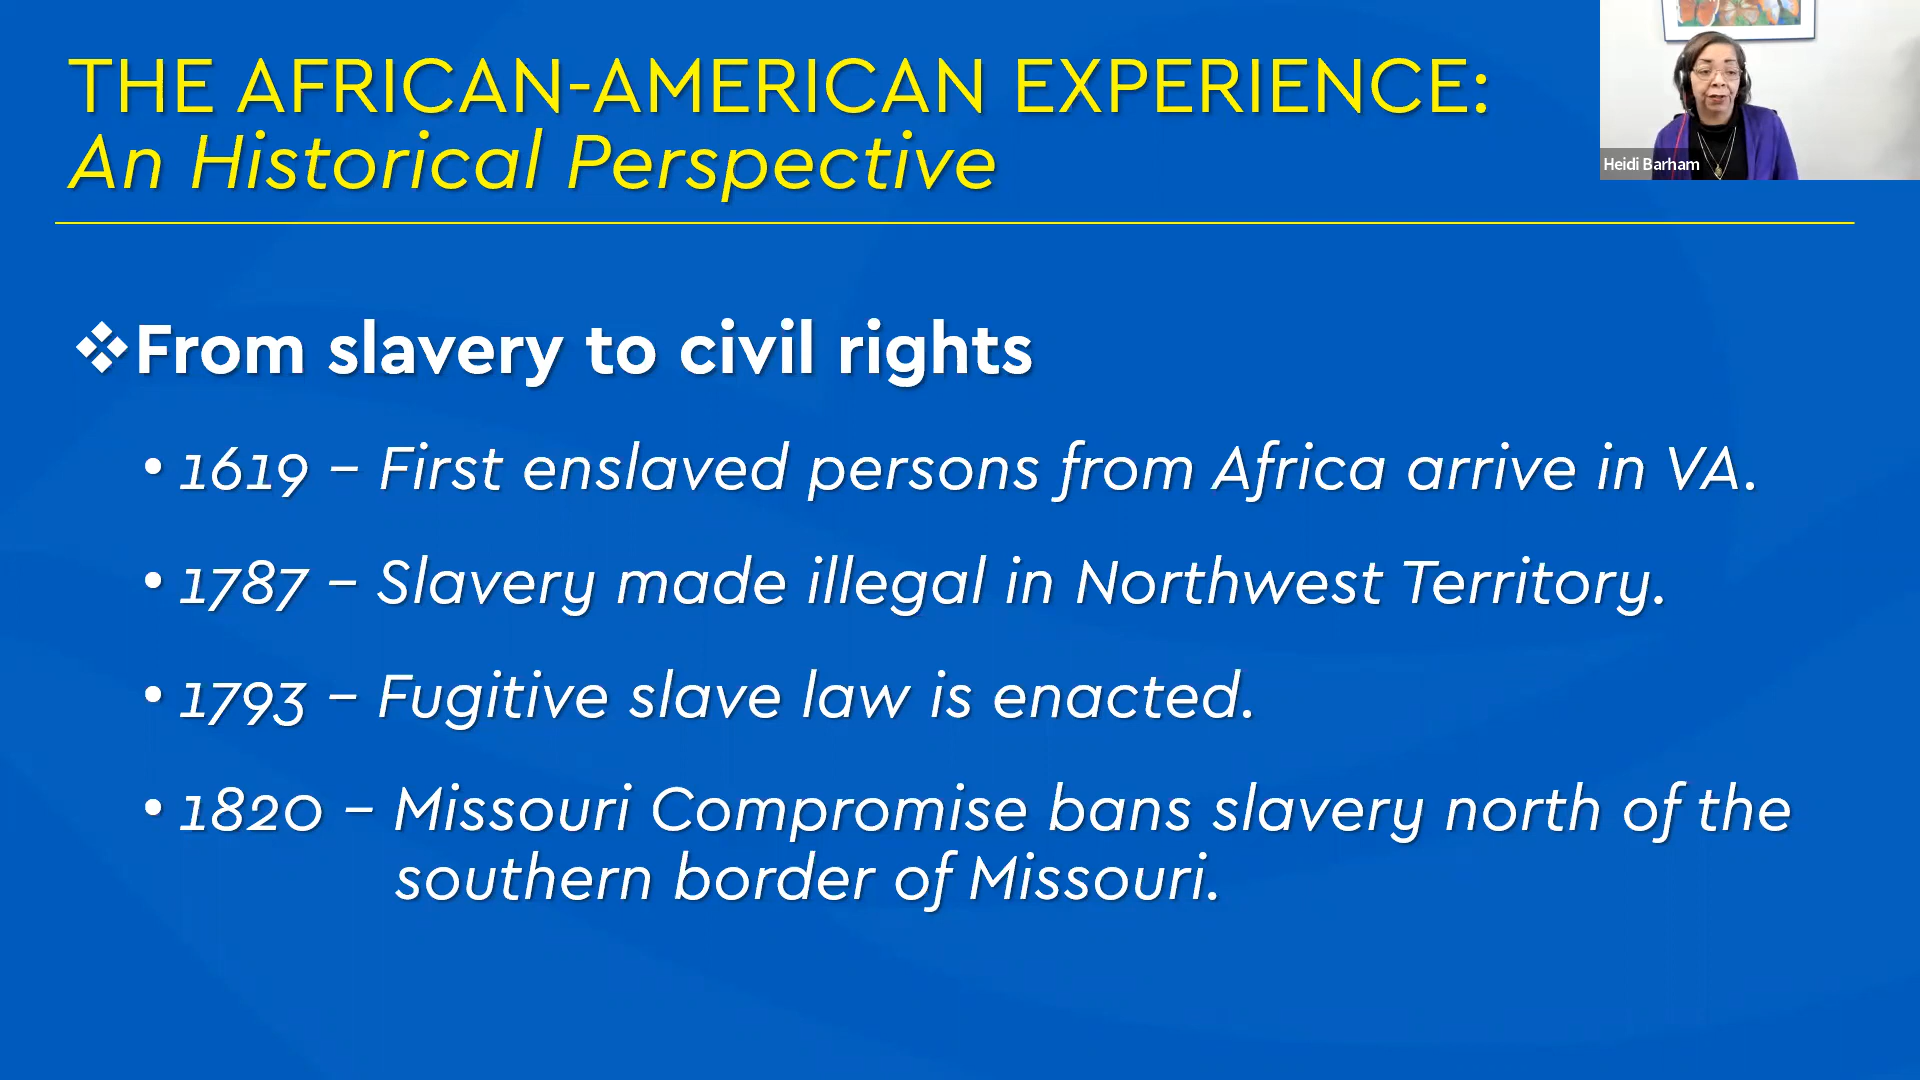 THE AFRICAN-AMERICAN EXPERIENCE:
An Historical Perspective
Heidi Barham
❖From slavery to civil rights
• 1619 – First enslaved persons from Africa arrive in VA.
• 1787 – Slavery made illegal in Northwest Territory.
• 1793 – Fugitive slave law is enacted.
• 1820 – Missouri Compromise bans slavery north of the
southern border of Missouri.